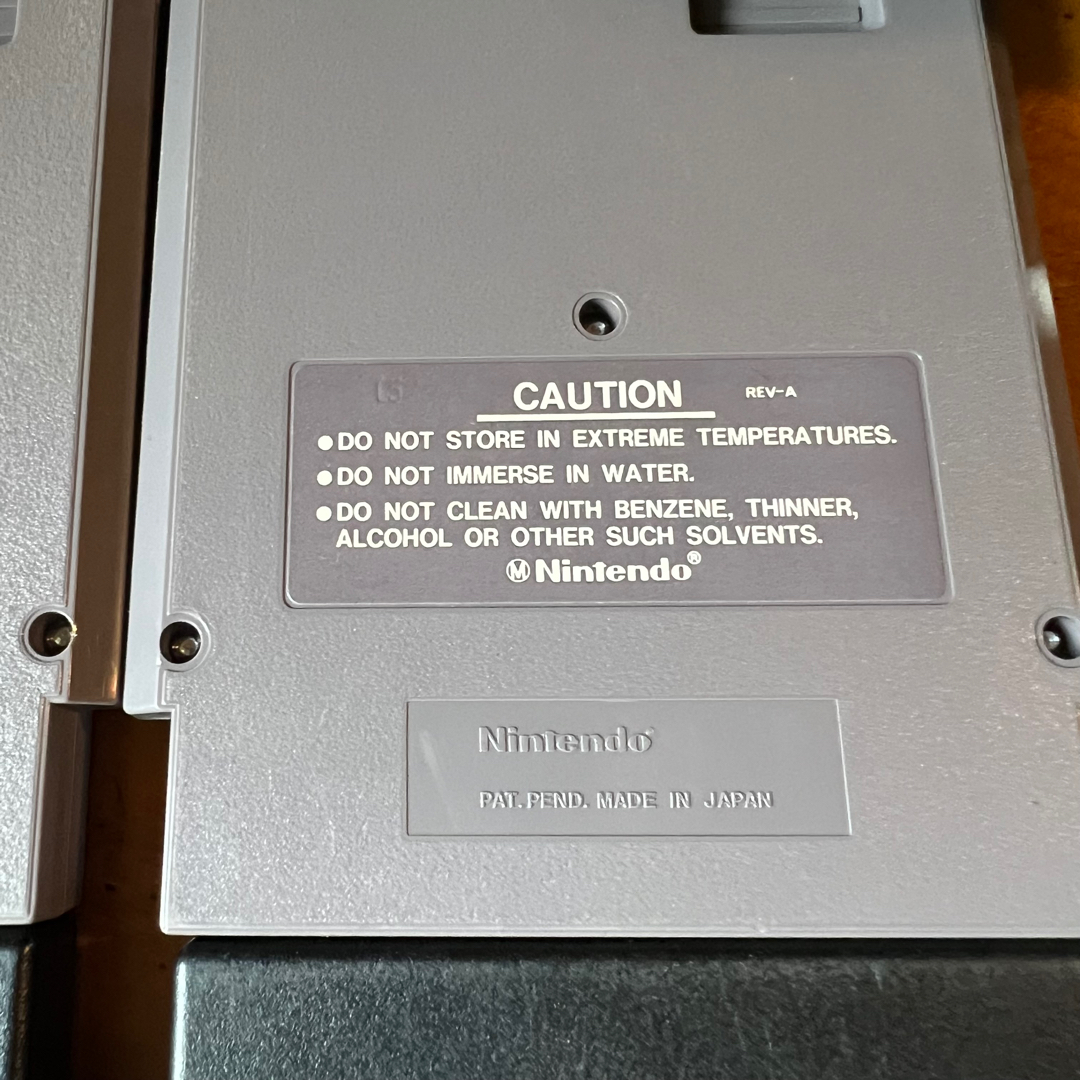 CAUTION REV-A
●DO NOT STORE IN EXTREME TEMPERATURES.
●DO NOT IMMERSE IN WATER.
●DO NOT CLEAN WITH BENZENE, THINNER,
ALCOHOL OR OTHER SUCH SOLVENTS.
Ⓜ Nintendo®
Nintendo
PAT. PEND. MADE IN JAPAN